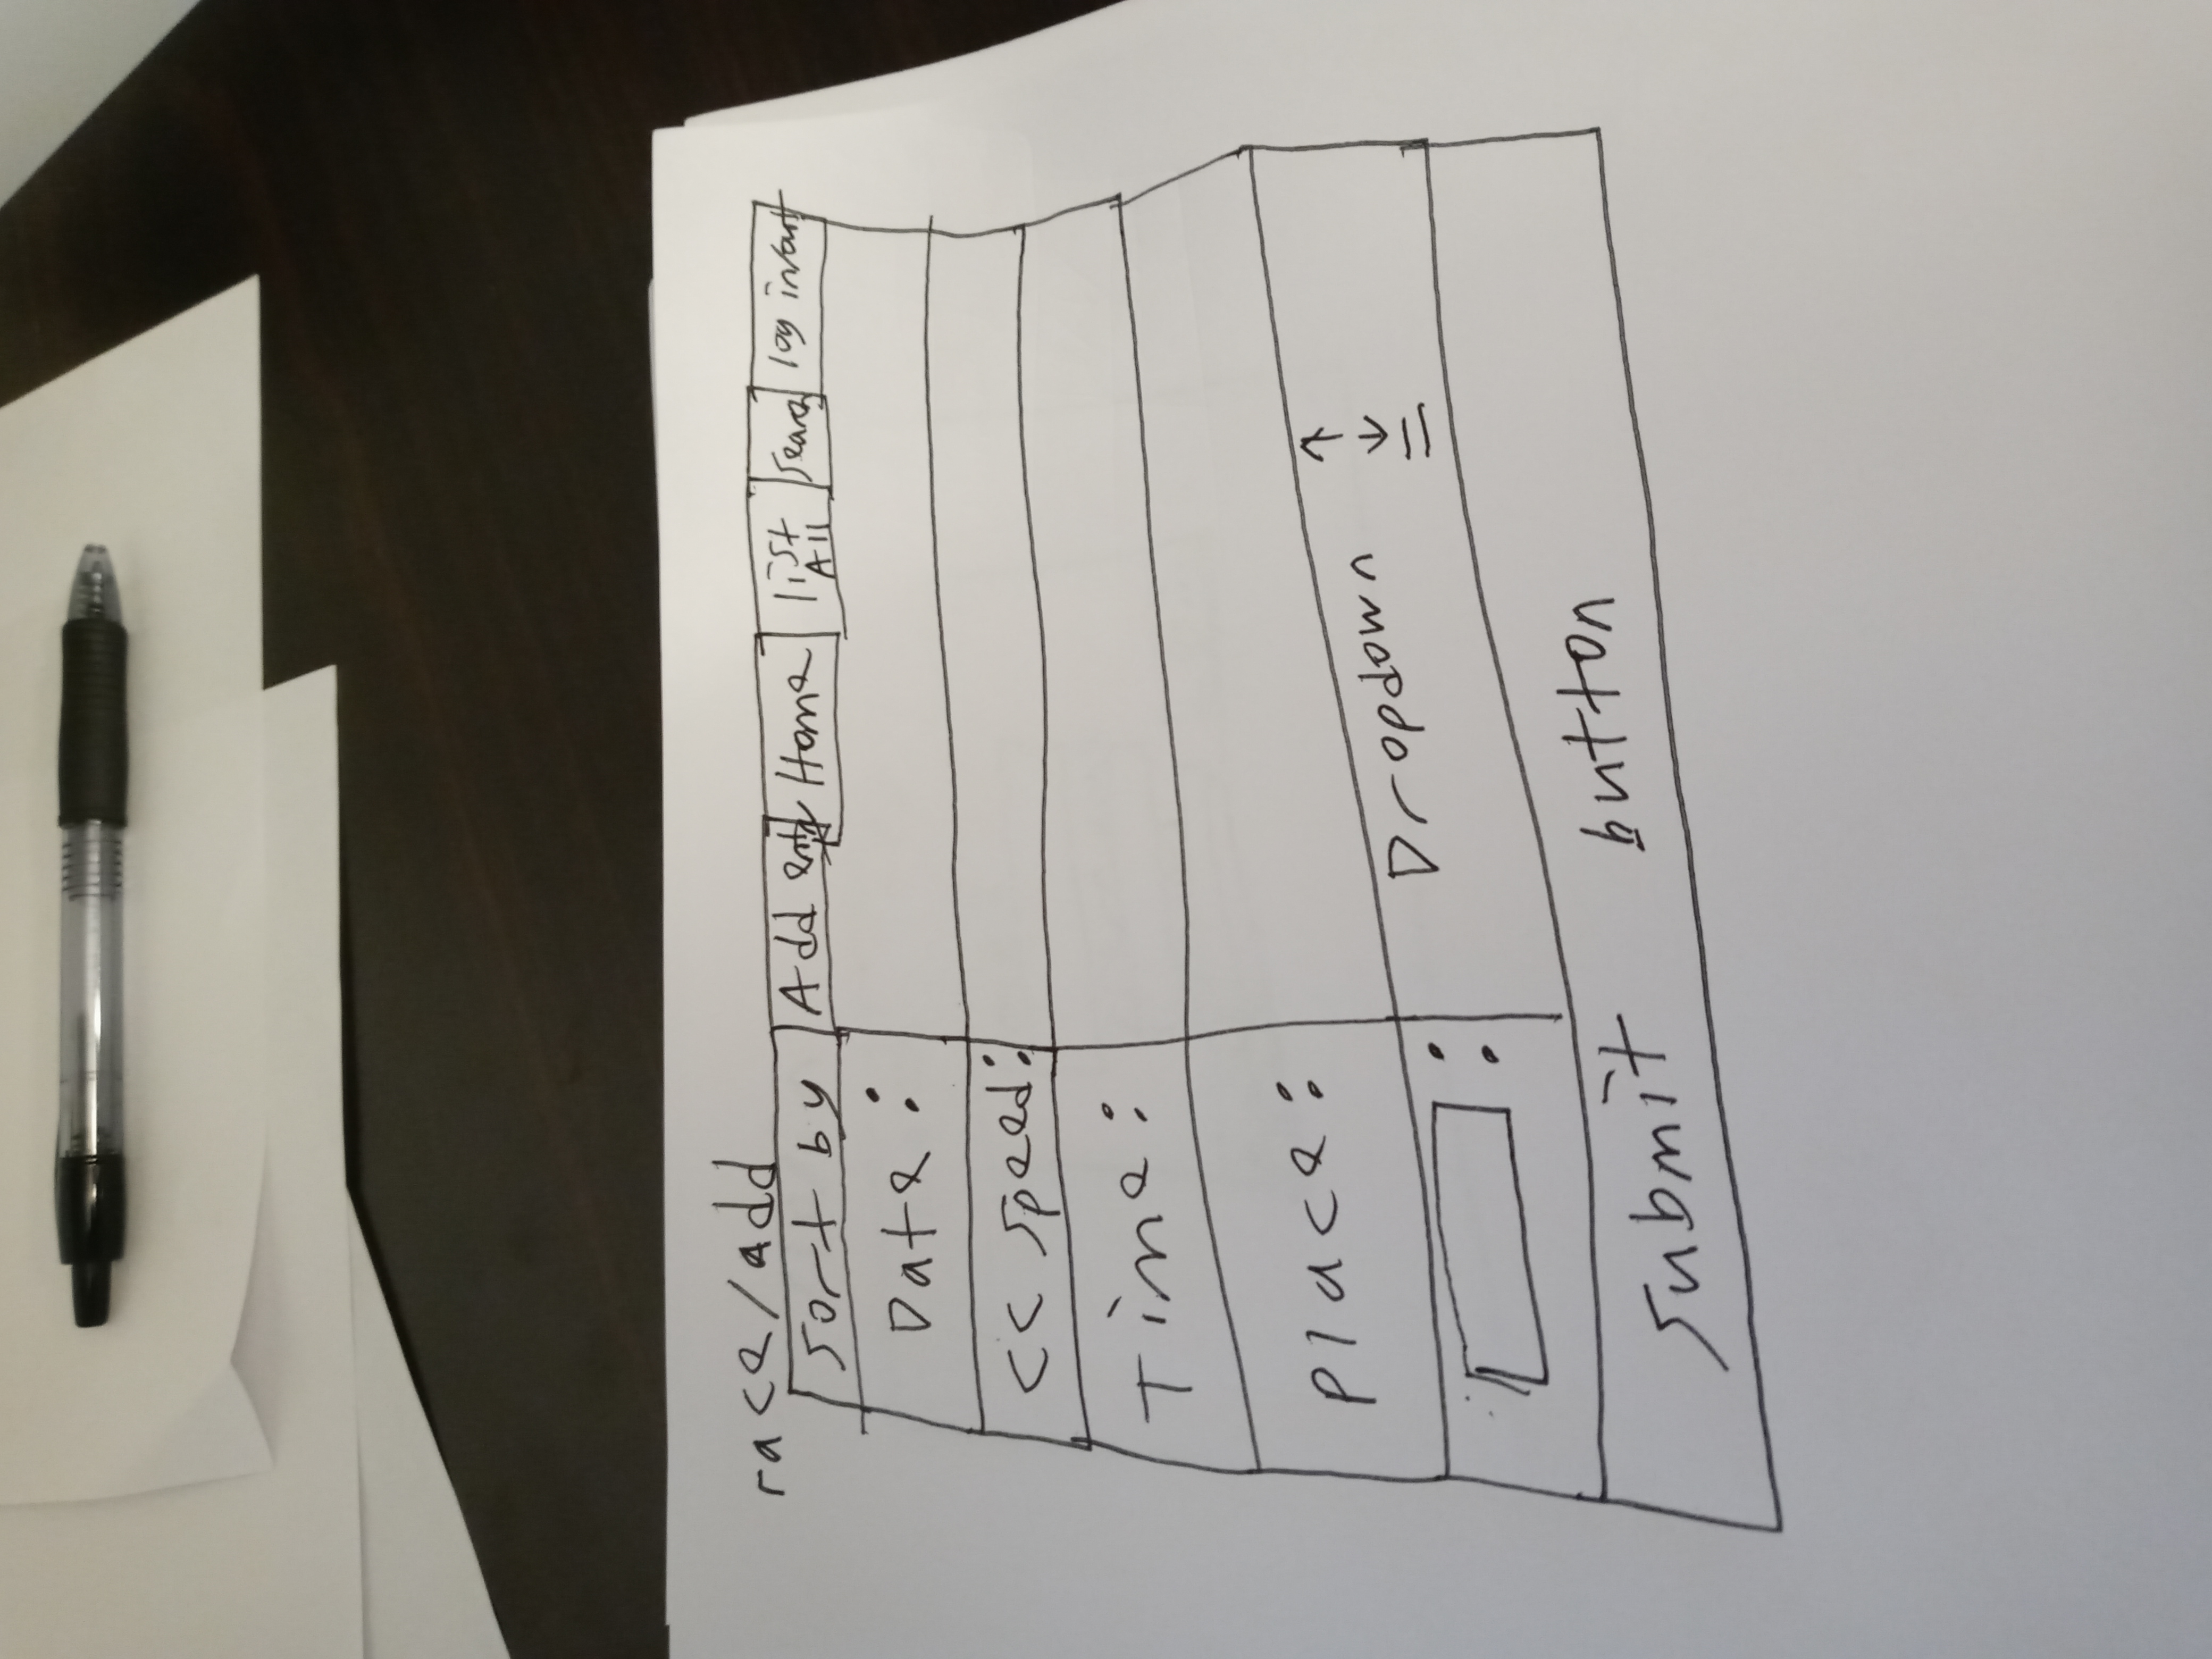 race/add
Sort by Add entry Home list All Search log in/out
Date :
<< Speed:
Time :
Place :
: Dropdown ↑ ↓ =
Submit button